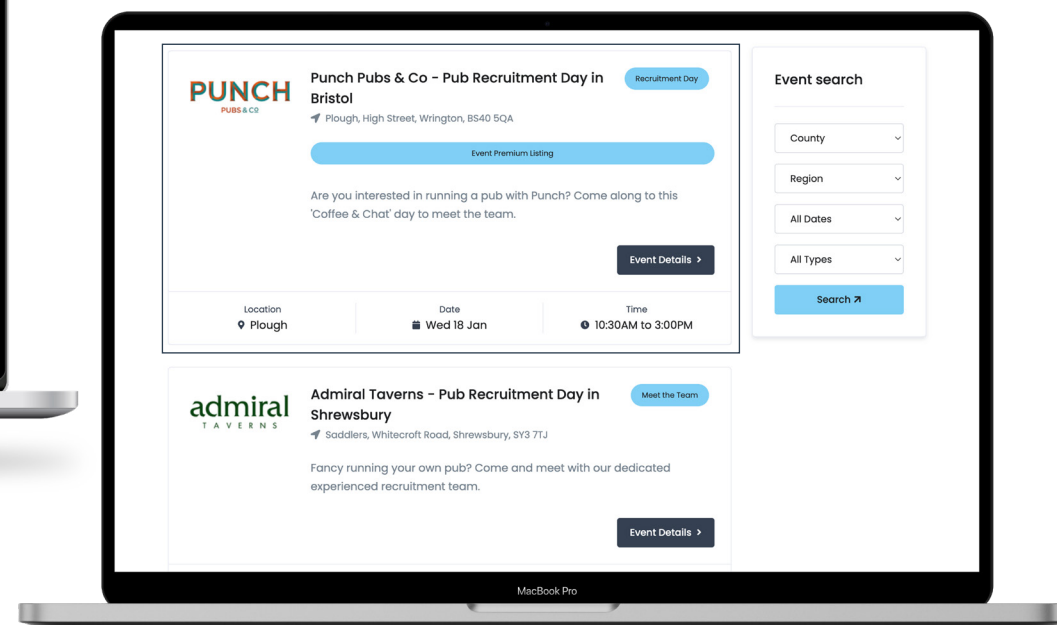 PUNCH
PUBS & CO
Punch Pubs & Co - Pub Recruitment Day in
Bristol
Recruitment Day
Plough, High Street, Wrington, BS40 5QA
Event Premium Listing
Are you interested in running a pub with Punch? Come along to this
'Coffee & Chat' day to meet the team.
Event Details >
Location
Plough
Date
Wed 18 Jan
Time
10:30AM to 3:00PM
admiral
TAVERNS
Admiral Taverns - Pub Recruitment Day in
Shrewsbury
Meet the Team
Saddlers, Whitecroft Road, Shrewsbury, SY3 7TJ
Fancy running your own pub? Come and meet with our dedicated
experienced recruitment team.
Event Details >
Event search
County
Region
All Dates
All Types
Search
MacBook Pro